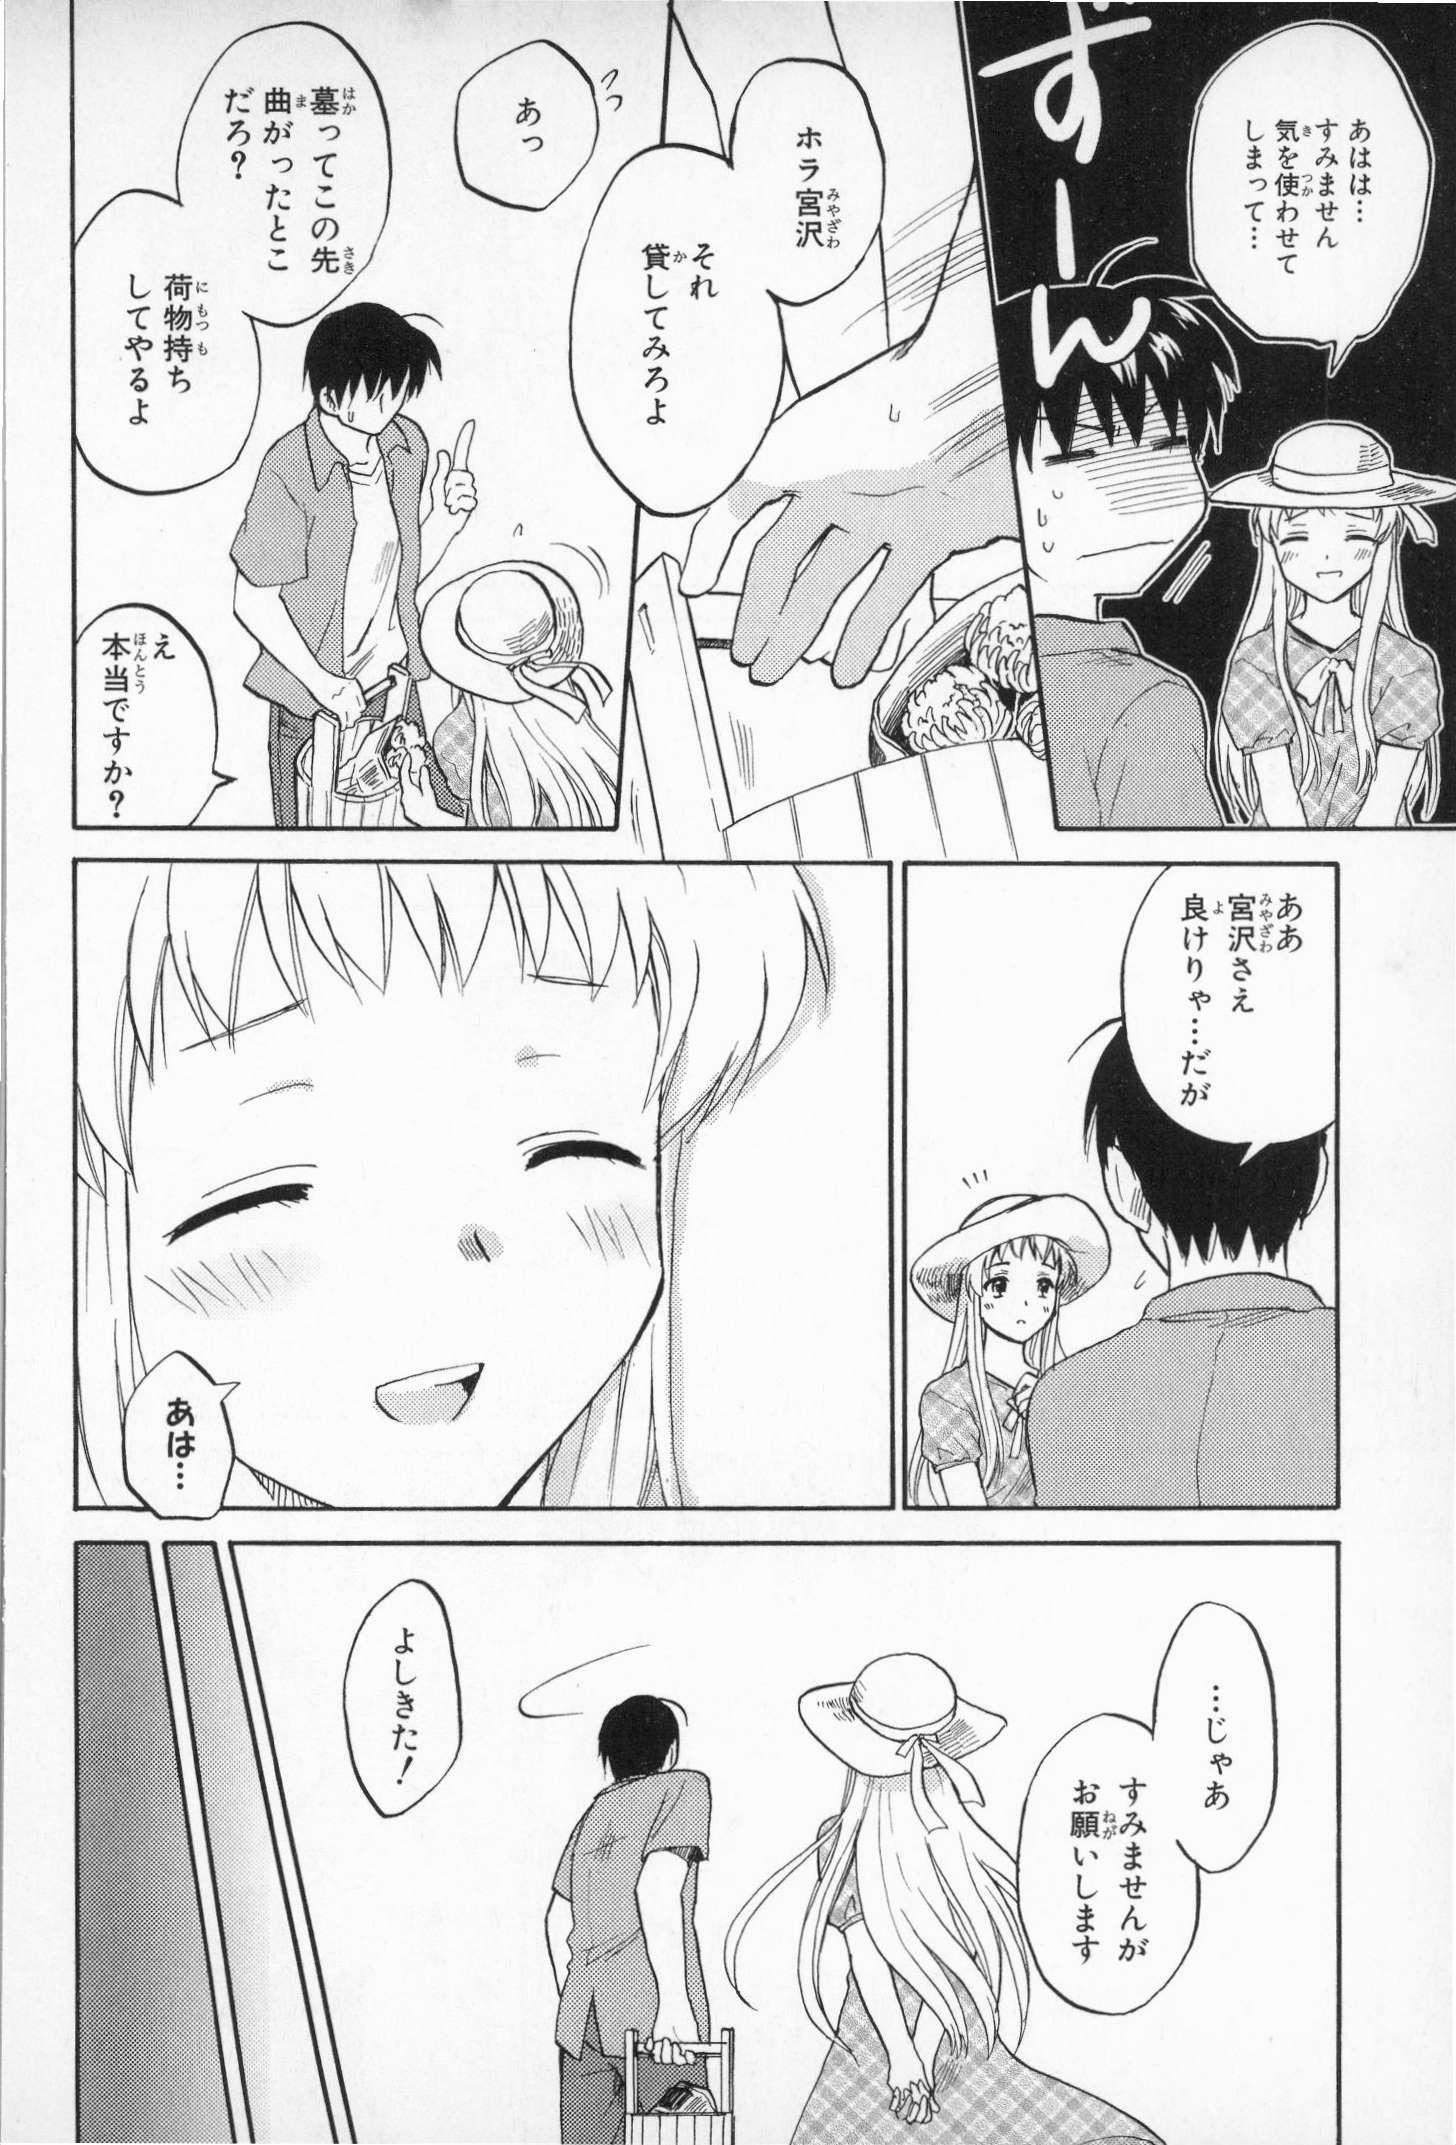 あはは…
すみません
気を使わせて
しまって…
ずーん
ホラ宮沢
それ
貸してみろよ
あっ
墓ってこの先
曲がったとこ
だろ?
荷物持ち
してやるよ
え
本当ですか?
ああ
宮沢さえ
良けりゃ…だが
あは…
…じゃあ
すみませんが
お願いします
よしきた!